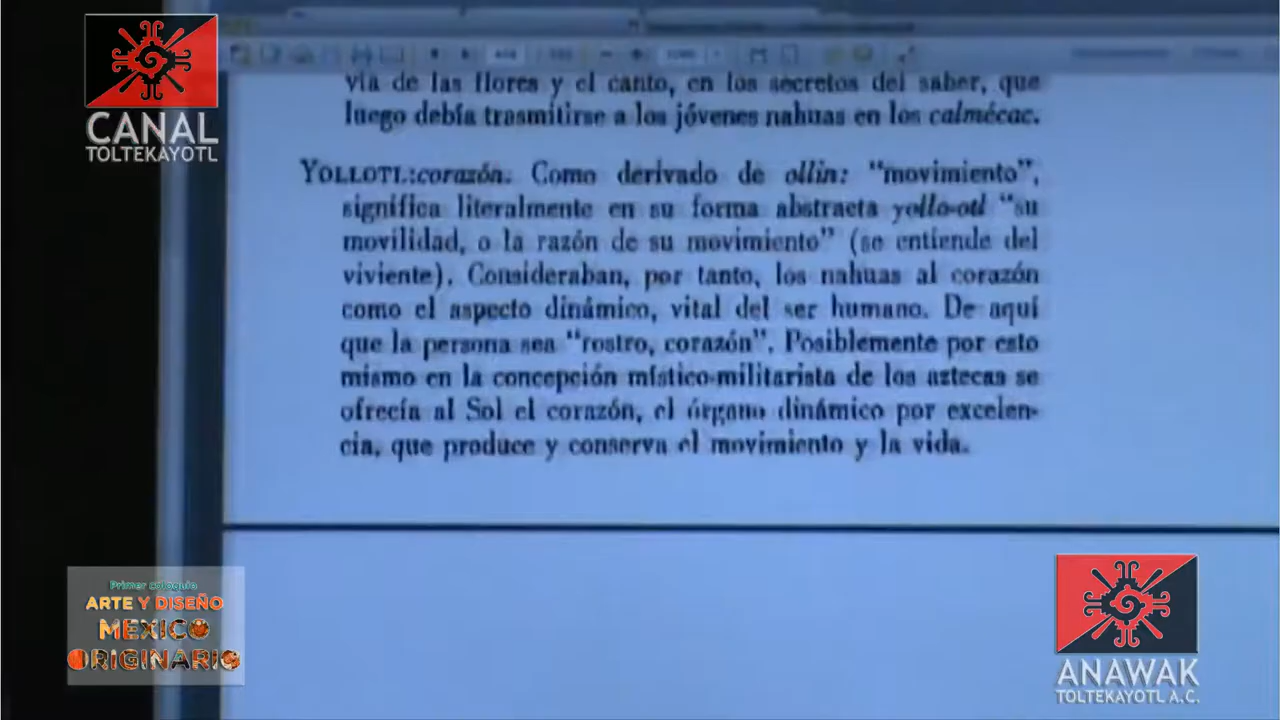 CANAL
TOLTEKAYOTL
vía de las flores y el canto, en los secretos del saber, que
luego debía trasmitirse a los jóvenes nahuas en los calmécac.
YOLLOTL:corazón. Como derivado de ollin: “movimiento”,
significa literalmente en su forma abstracta yollo-otl “su
movilidad, o la razón de su movimiento” (se entiende del
viviente). Consideraban, por tanto, los nahuas al corazón
como el aspecto dinámico, vital del ser humano. De aquí
que la persona sea “rostro, corazón”. Posiblemente por esto
mismo en la concepción místico-militarista de los aztecas se
ofrecía al Sol el corazón, el órgano dinámico por excelen-
cia, que produce y conserva el movimiento y la vida.
Primer coloquio
ARTE Y DISEÑO
MEXICO
ORIGINARIO
ANAWAK
TOLTEKAYOTL A.C.